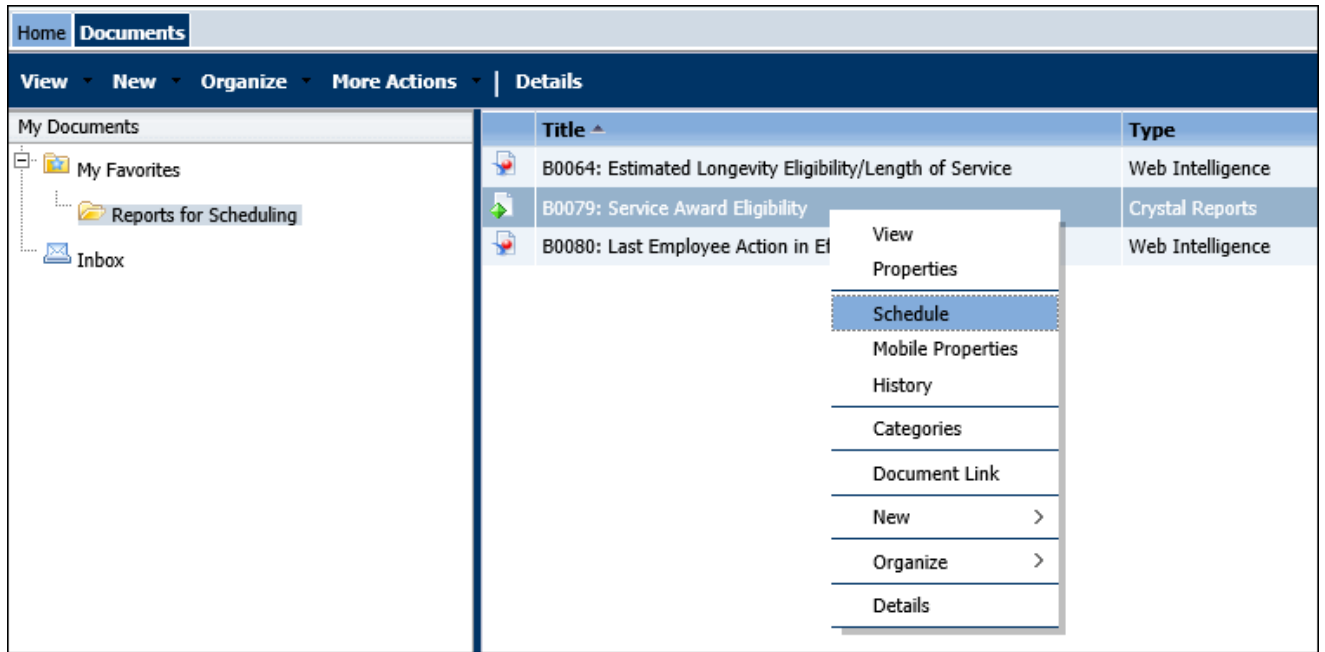 Home Documents
View New Organize More Actions | Details
My Documents
My Favorites
Reports for Scheduling
Inbox
Title Type
B0064: Estimated Longevity Eligibility/Length of Service Web Intelligence
B0079: Service Award Eligibility Crystal Reports
B0080: Last Employee Action in Web Intelligence
View
Properties
Schedule
Mobile Properties
History
Categories
Document Link
New >
Organize >
Details